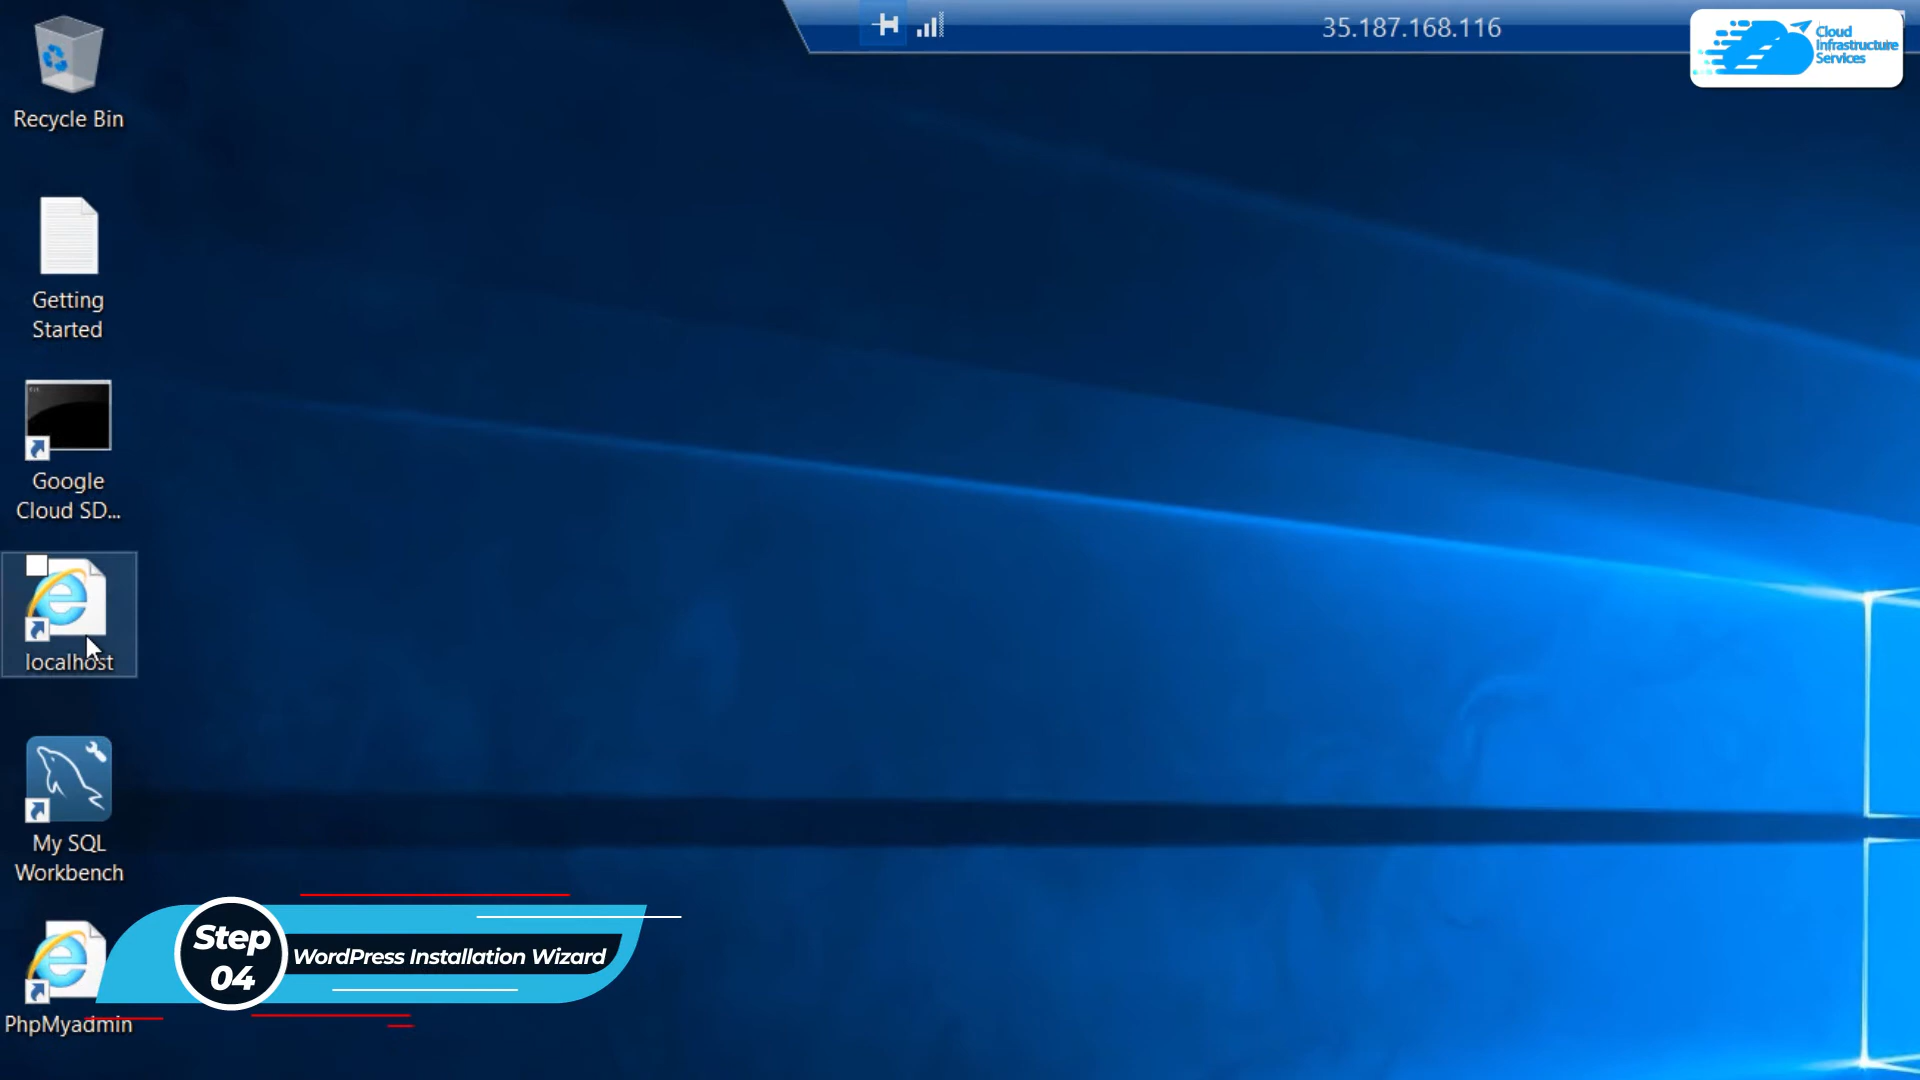 35.187.168.116
Cloud
Infrastructure
Services
Recycle Bin
Getting
Started
Google
Cloud SD...
localhost
My SQL
Workbench
PhpMyadmin
Step
04
WordPress Installation Wizard